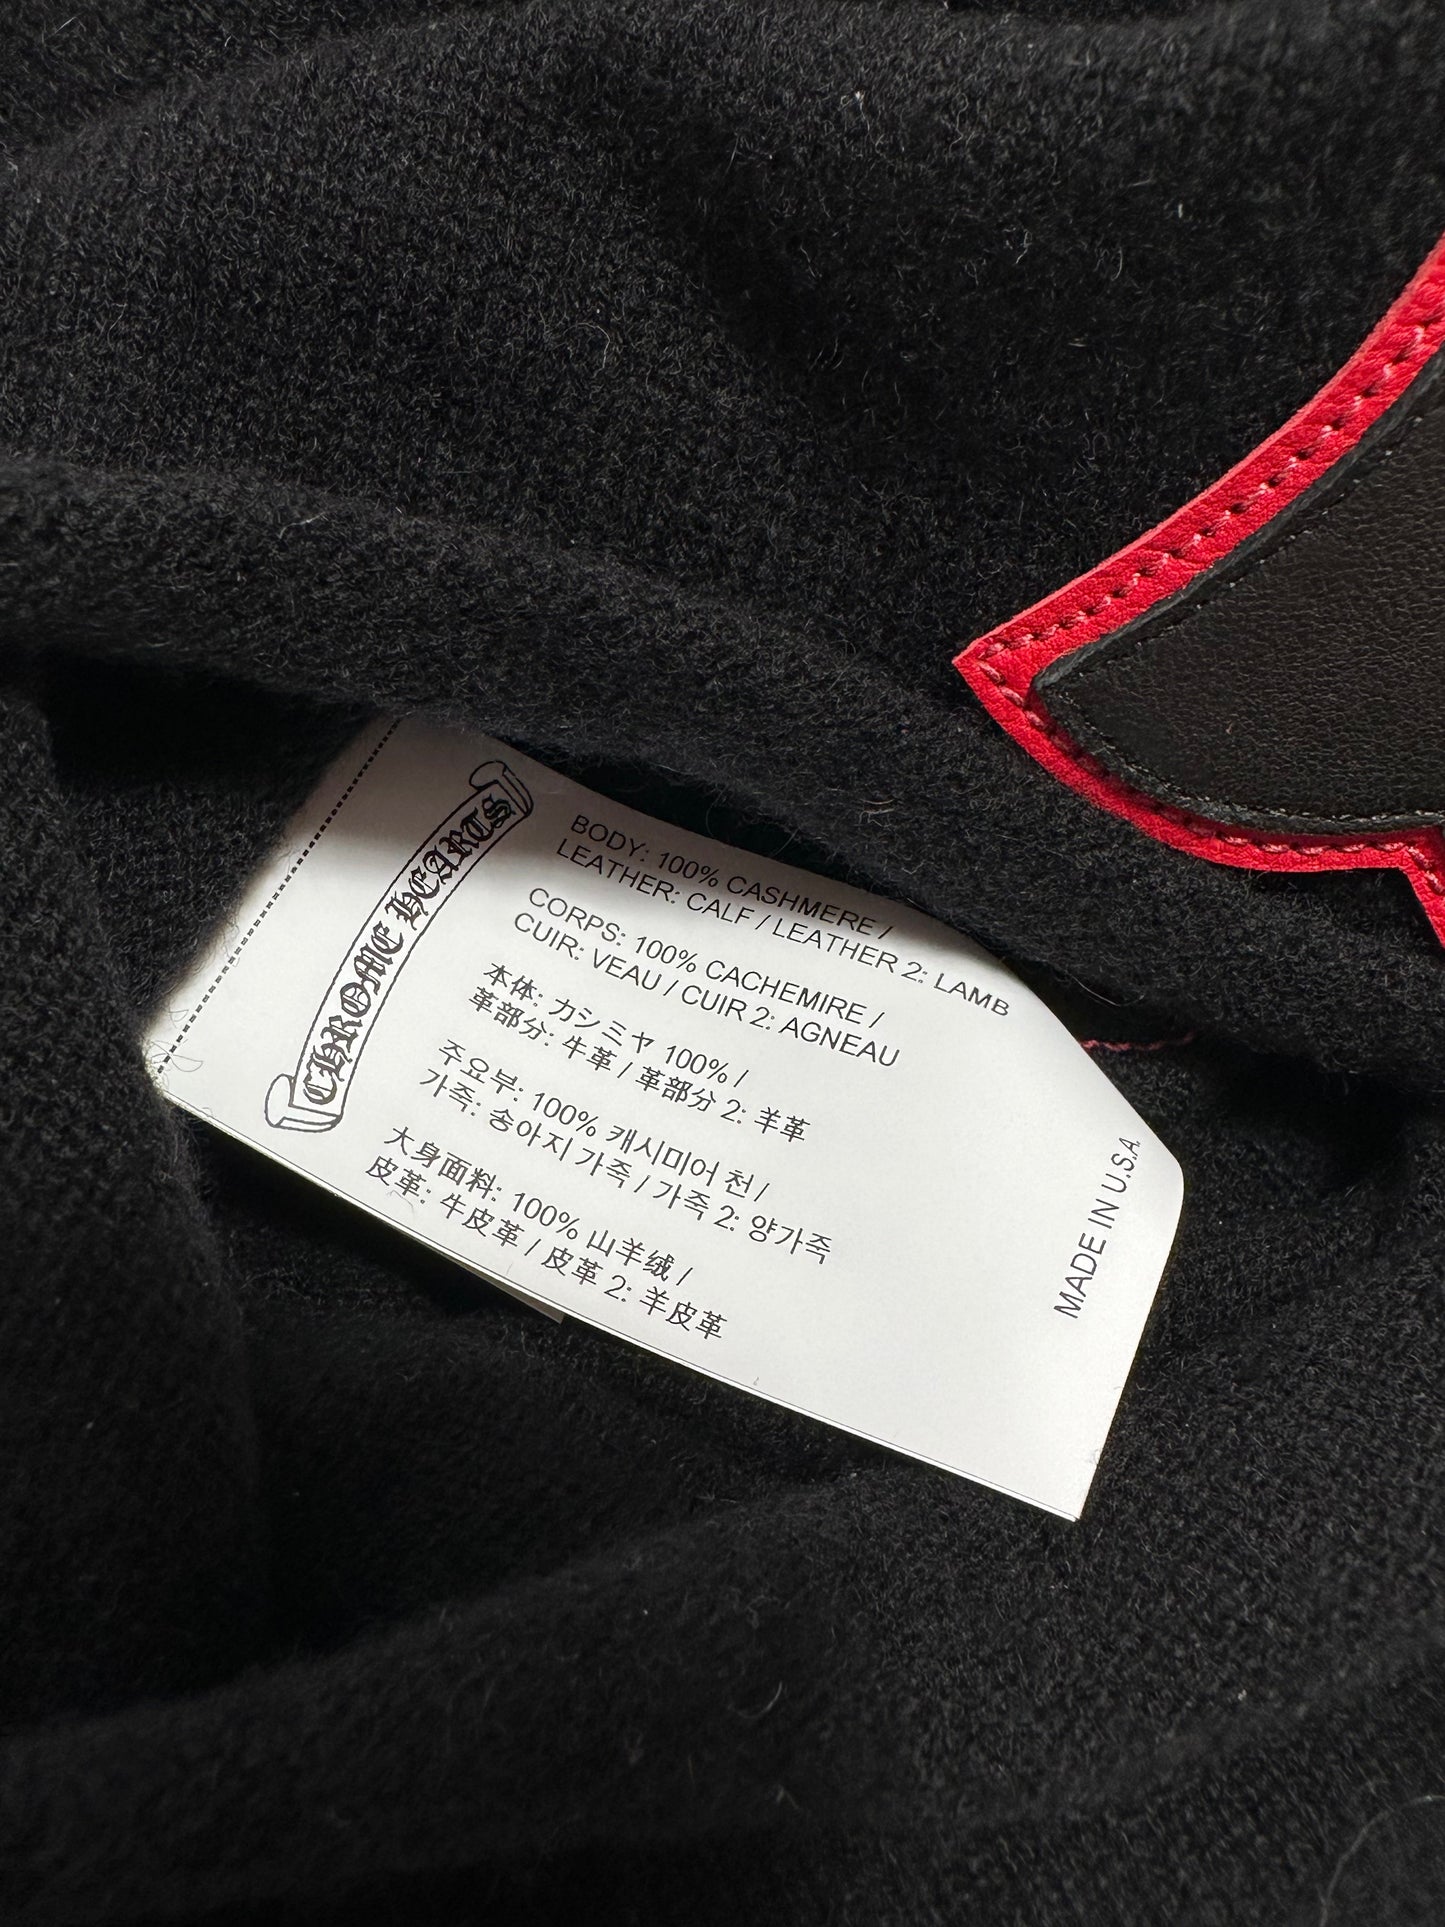 CHROME HEARTS
BODY: 100% CASHMERE /
LEATHER: CALF / LEATHER 2: LAMB
CORPS: 100% CACHEMIRE /
CUIR: VEAU / CUIR 2: AGNEAU
本体: カシミヤ 100% /
革部分: 牛革 / 革部分 2: 羊革
주요부: 100% 캐시미어 천 /
가죽: 송아지 가죽 / 가죽 2: 양가죽
大身面料: 100% 山羊绒 /
皮革: 牛皮革 / 皮革 2: 羊皮革
MADE IN U.S.A